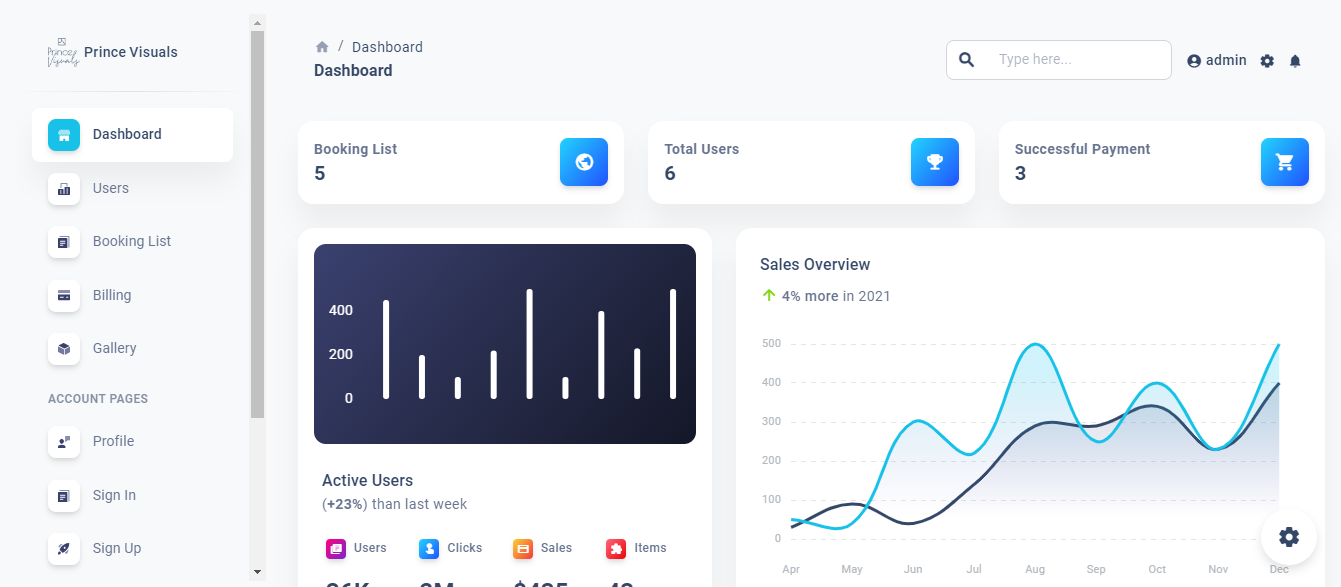 Prince Visuals
Prince Visuals
Dashboard
Users
Booking List
Billing
Gallery
ACCOUNT PAGES
Profile
Sign In
Sign Up
/ Dashboard
Dashboard
Type here...
admin
Booking List
5
Total Users
6
Successful Payment
3
400
200
0
Active Users
(+23%) than last week
Users
Clicks
Sales
Items
Sales Overview
4% more in 2021
500
400
300
200
100
0
Apr May Jun Jul Aug Sep Oct Nov Dec